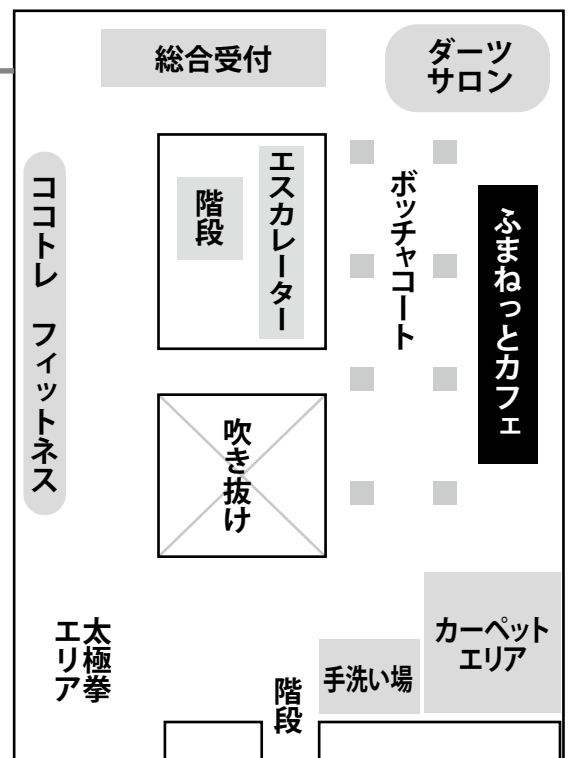 総合受付
ダーツ
サロン
ココトレ　フィットネス
階段
エスカレーター
ボッチャコート
ふまねっとカフェ
吹き抜け
太極拳
エリア
階段
手洗い場
カーペット
エリア